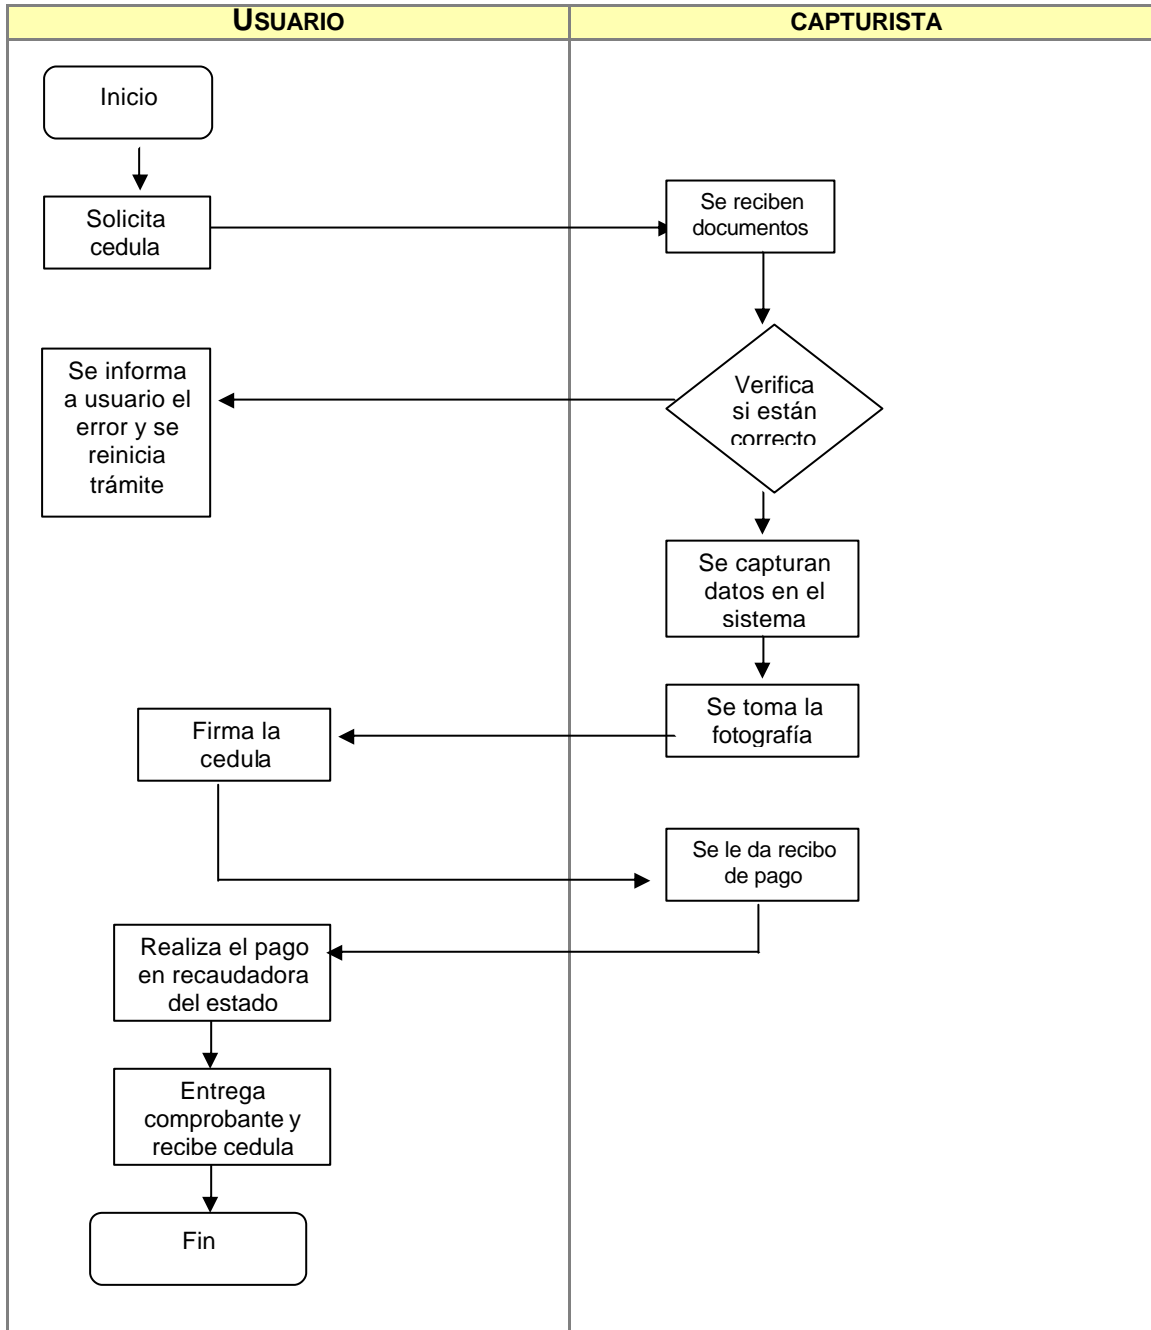 USUARIO
CAPTURISTA
Inicio
Solicita
cedula
Se reciben
documentos
Se informa
a usuario el
error y se
reinicia
trámite
Verifica
si están
correcto
Se capturan
datos en el
sistema
Se toma la
fotografía
Firma la
cedula
Se le da recibo
de pago
Realiza el pago
en recaudadora
del estado
Entrega
comprobante y
recibe cedula
Fin